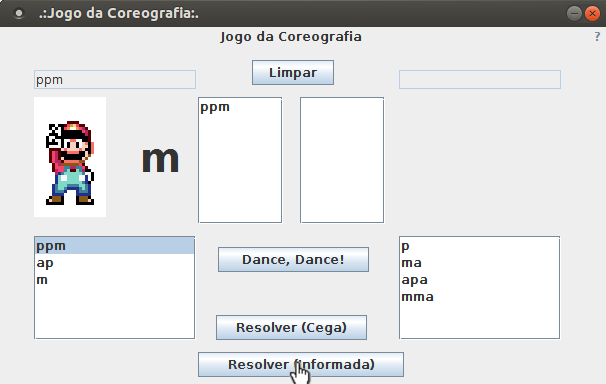 .:Jogo da Coreografia:.
Jogo da Coreografia
?
ppm
Limpar
m
ppm
ppm
ap
m
Dance, Dance!
p
ma
apa
mma
Resolver (Cega)
Resolver (Informada)